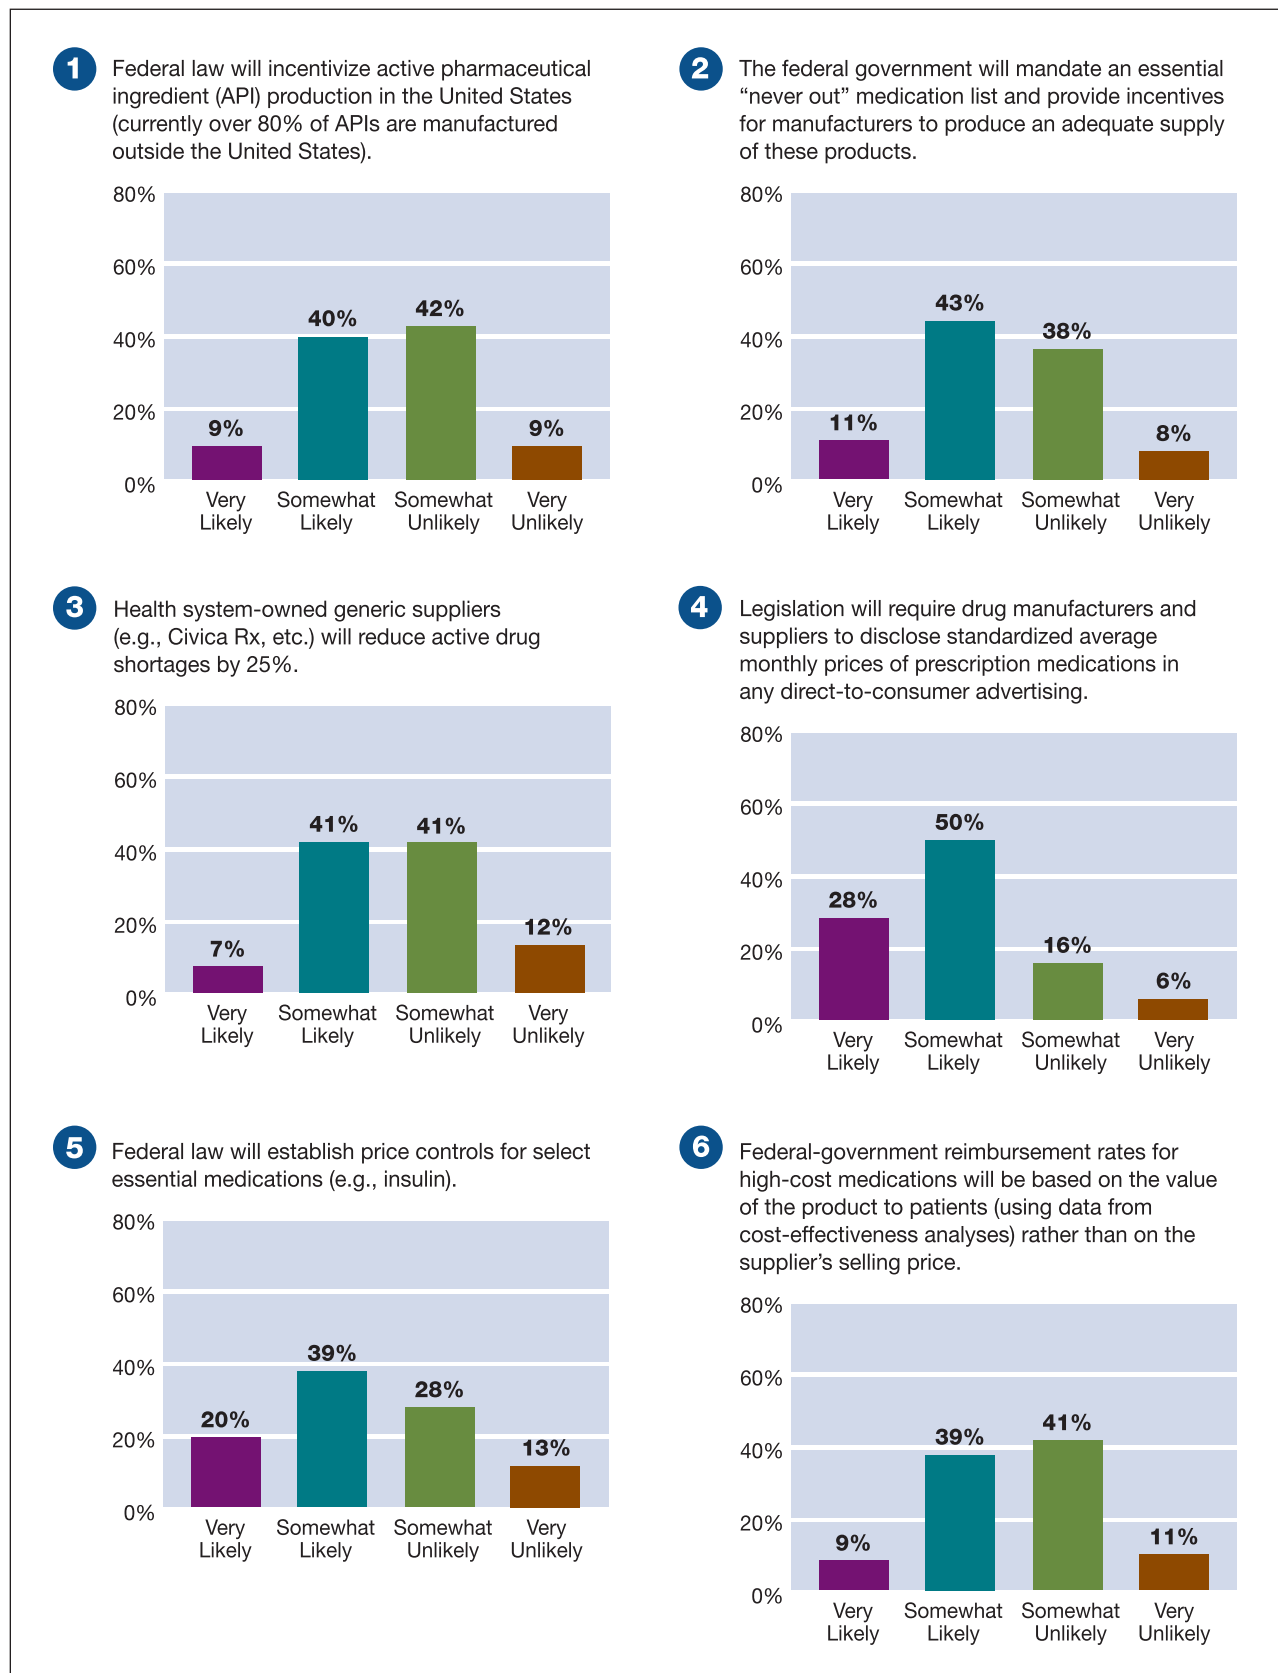 1
Federal law will incentivize active pharmaceutical
ingredient (API) production in the United States
(currently over 80% of APIs are manufactured
outside the United States).
80%
60%
40%
20%
0%
9%
40%
42%
9%
Very Likely
Somewhat Likely
Somewhat Unlikely
Very Unlikely
2
The federal government will mandate an essential
“never out” medication list and provide incentives
for manufacturers to produce an adequate supply
of these products.
80%
60%
40%
20%
0%
11%
43%
38%
8%
Very Likely
Somewhat Likely
Somewhat Unlikely
Very Unlikely
3
Health system-owned generic suppliers
(e.g., Civica Rx, etc.) will reduce active drug
shortages by 25%.
80%
60%
40%
20%
0%
7%
41%
41%
12%
Very Likely
Somewhat Likely
Somewhat Unlikely
Very Unlikely
4
Legislation will require drug manufacturers and
suppliers to disclose standardized average
monthly prices of prescription medications in
any direct-to-consumer advertising.
80%
60%
40%
20%
0%
28%
50%
16%
6%
Very Likely
Somewhat Likely
Somewhat Unlikely
Very Unlikely
5
Federal law will establish price controls for select
essential medications (e.g., insulin).
80%
60%
40%
20%
0%
20%
39%
28%
13%
Very Likely
Somewhat Likely
Somewhat Unlikely
Very Unlikely
6
Federal-government reimbursement rates for
high-cost medications will be based on the value
of the product to patients (using data from
cost-effectiveness analyses) rather than on the
supplier’s selling price.
80%
60%
40%
20%
0%
9%
39%
41%
11%
Very Likely
Somewhat Likely
Somewhat Unlikely
Very Unlikely